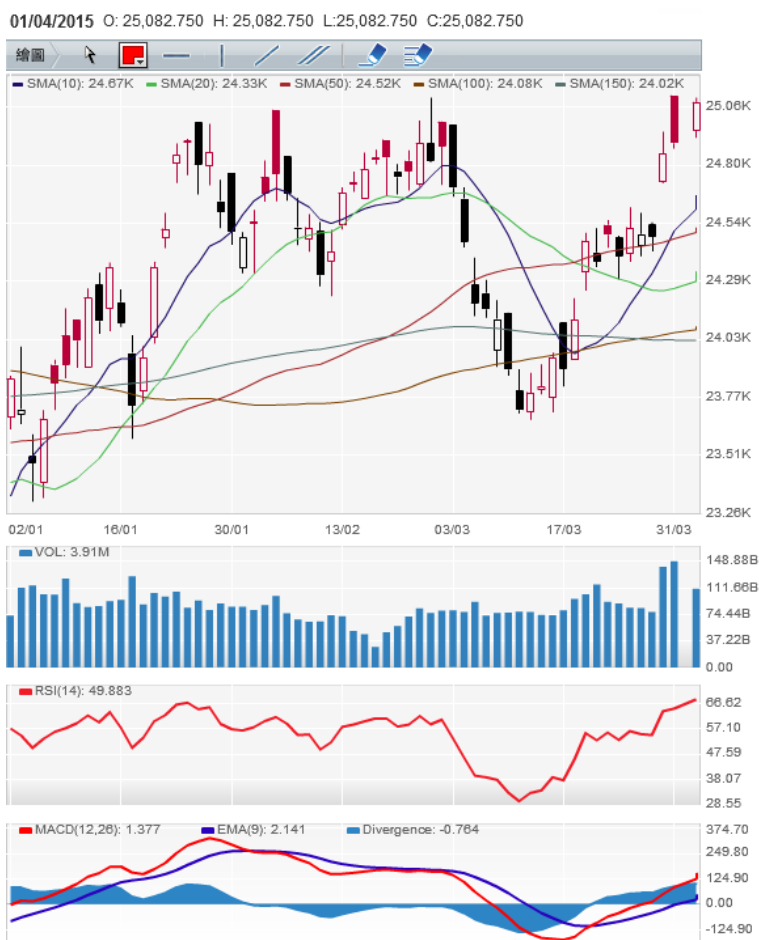 01/04/2015 O: 25,082.750 H: 25,082.750 L:25,082.750 C:25,082.750
繪圖
SMA(10): 24.67K SMA(20): 24.33K SMA(50): 24.52K SMA(100): 24.08K SMA(150): 24.02K
25.06K
24.80K
24.54K
24.29K
24.03K
23.77K
23.51K
23.26K
02/01 16/01 30/01 13/02 03/03 17/03 31/03
VOL: 3.91M
148.88B
111.66B
74.44B
37.22B
0.00
RSI(14): 49.883
66.62
57.10
47.59
38.07
28.55
MACD(12,26): 1.377 EMA(9): 2.141 Divergence: -0.764
374.70
249.80
124.90
0.00
-124.90